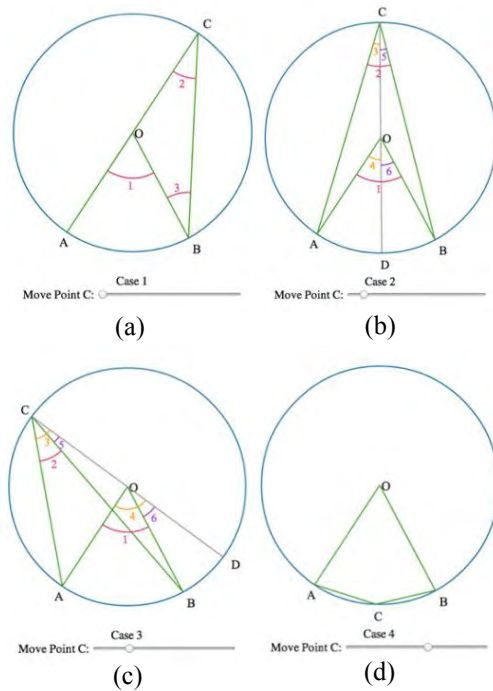 C
2
O
1
3
A
B
Case 1
Move Point C:
(a)
C
3
5
2
O
4
6
1
A
B
D
Case 2
Move Point C:
(b)
C
3
5
2
O
4
6
1
D
A
B
Case 3
Move Point C:
(c)
O
A
B
C
Case 4
Move Point C:
(d)